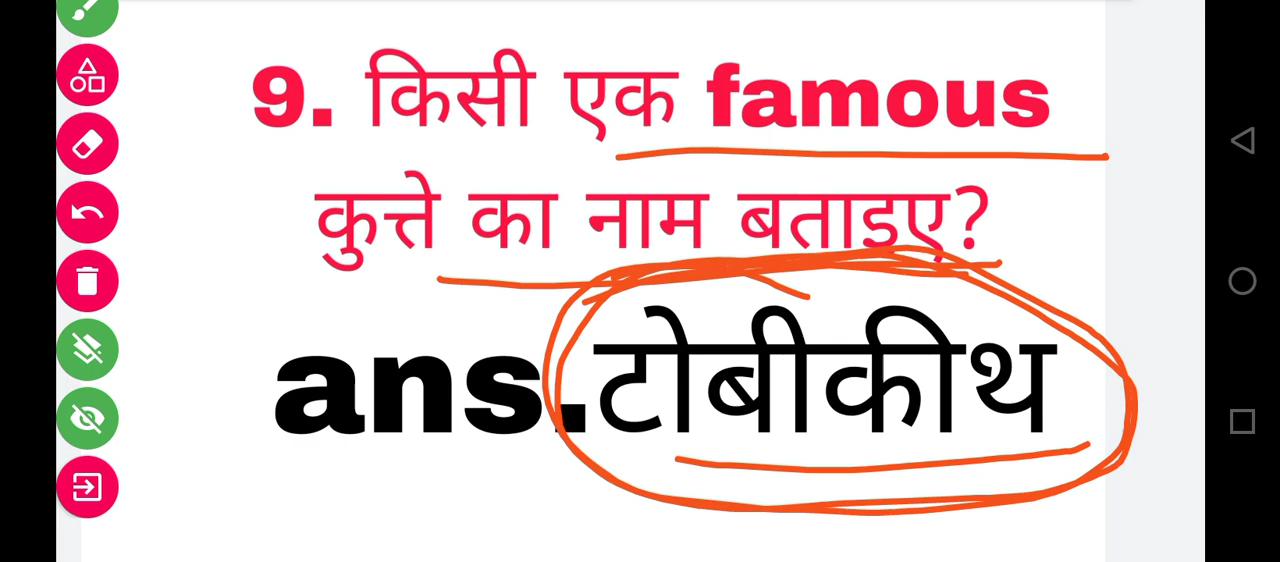 9. किसी एक famous
कुत्ते का नाम बताइए?
ans.टोबीकीथ